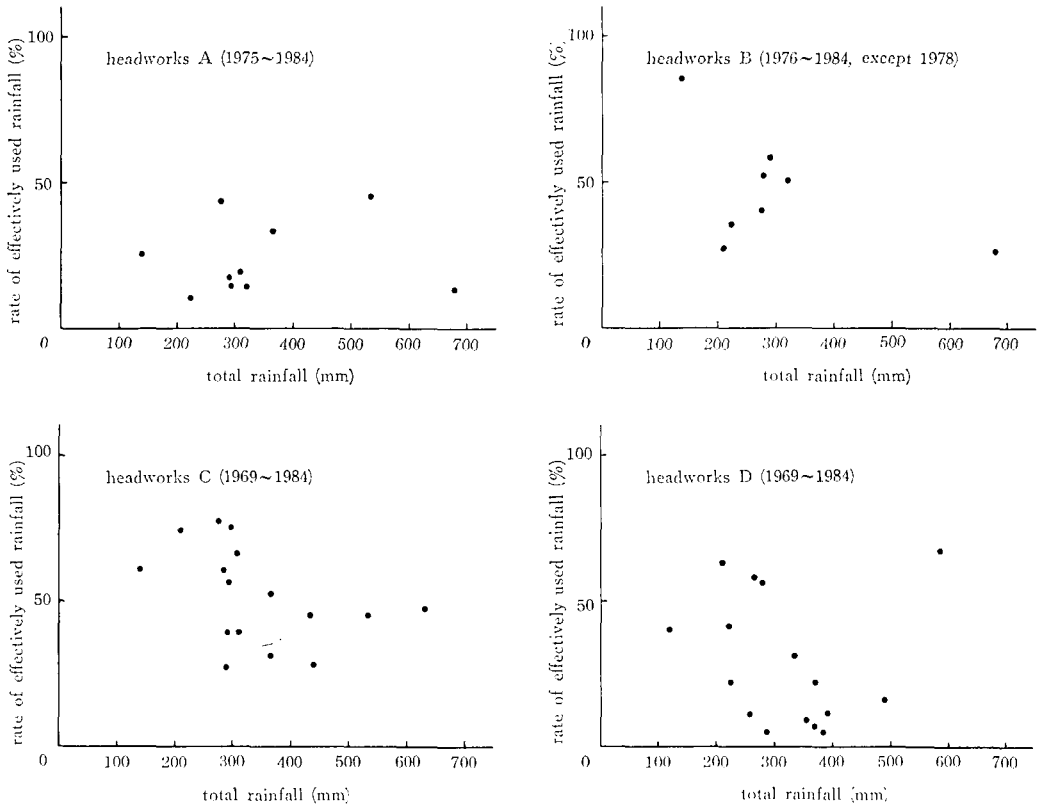 rate of effectively used rainfall (%)
100
50
0
headworks A (1975~1984)
100 200 300 400 500 600 700
total rainfall (mm)
rate of effectively used rainfall (%)
100
50
0
headworks B (1976~1984, except 1978)
100 200 300 400 500 600 700
total rainfall (mm)
rate of effectively used rainfall (%)
100
50
0
headworks C (1969~1984)
100 200 300 400 500 600 700
total rainfall (mm)
rate of effectively used rainfall (%)
100
50
0
headworks D (1969~1984)
100 200 300 400 500 600 700
total rainfall (mm)